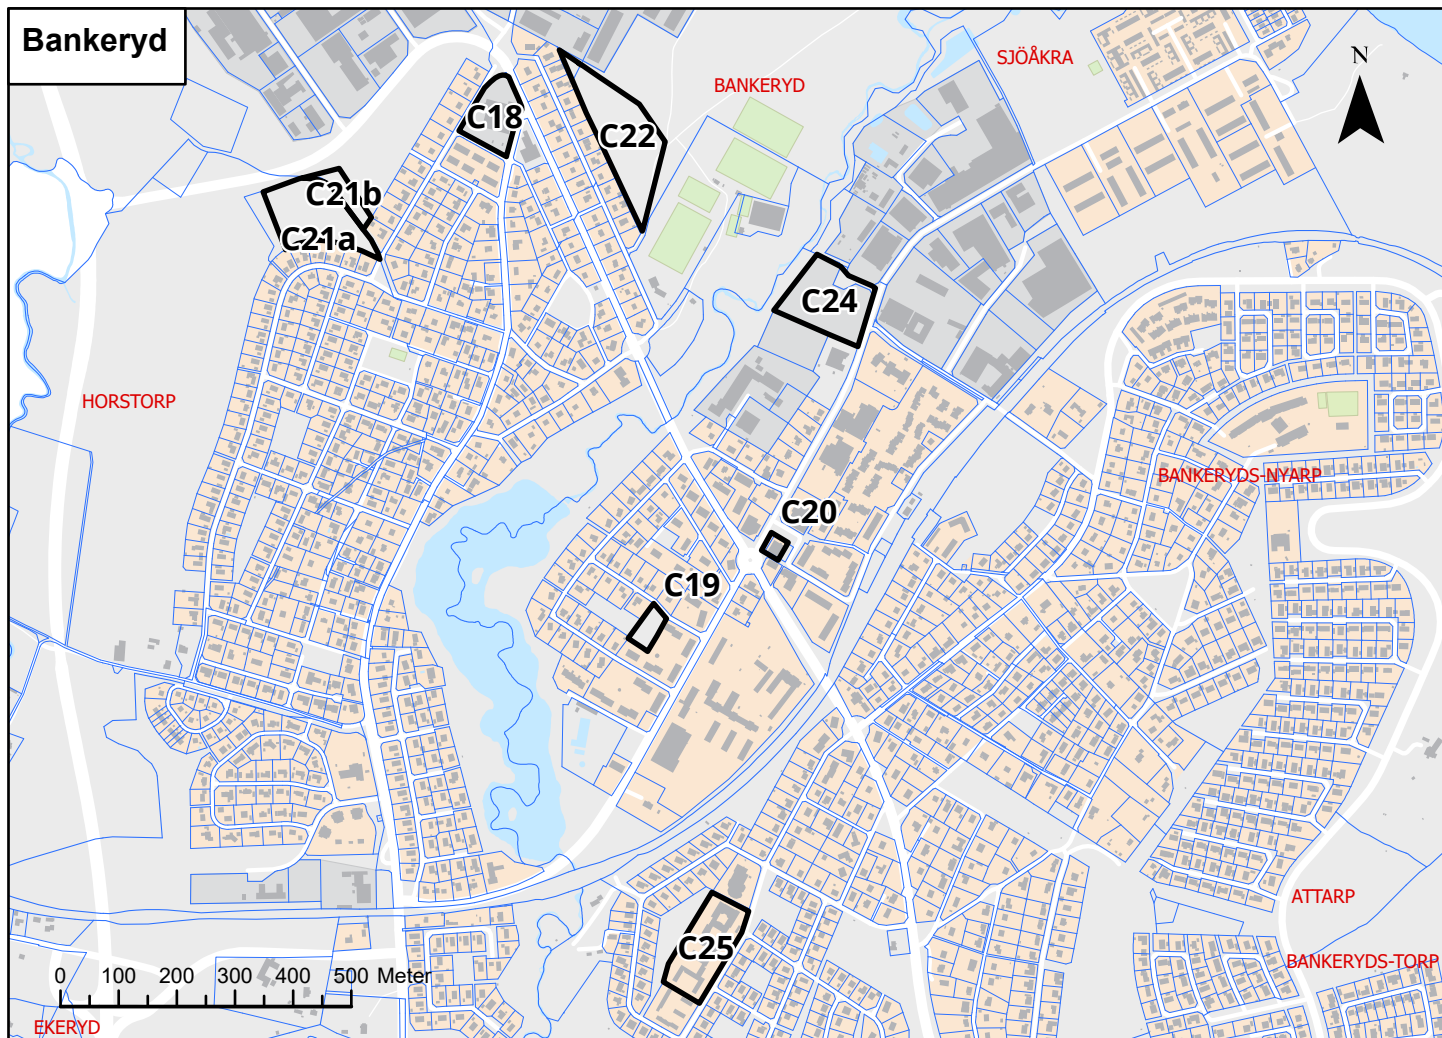 Bankeryd
SJÖÅKRA
N
BANKERYD
C18
C22
C21b
C21a
C24
HORSTORP
BANKERYDS-NYARP
C20
C19
ATTARP
C25
BANKERYDS-TORP
0 100 200 300 400 500 Meter
EKERYD